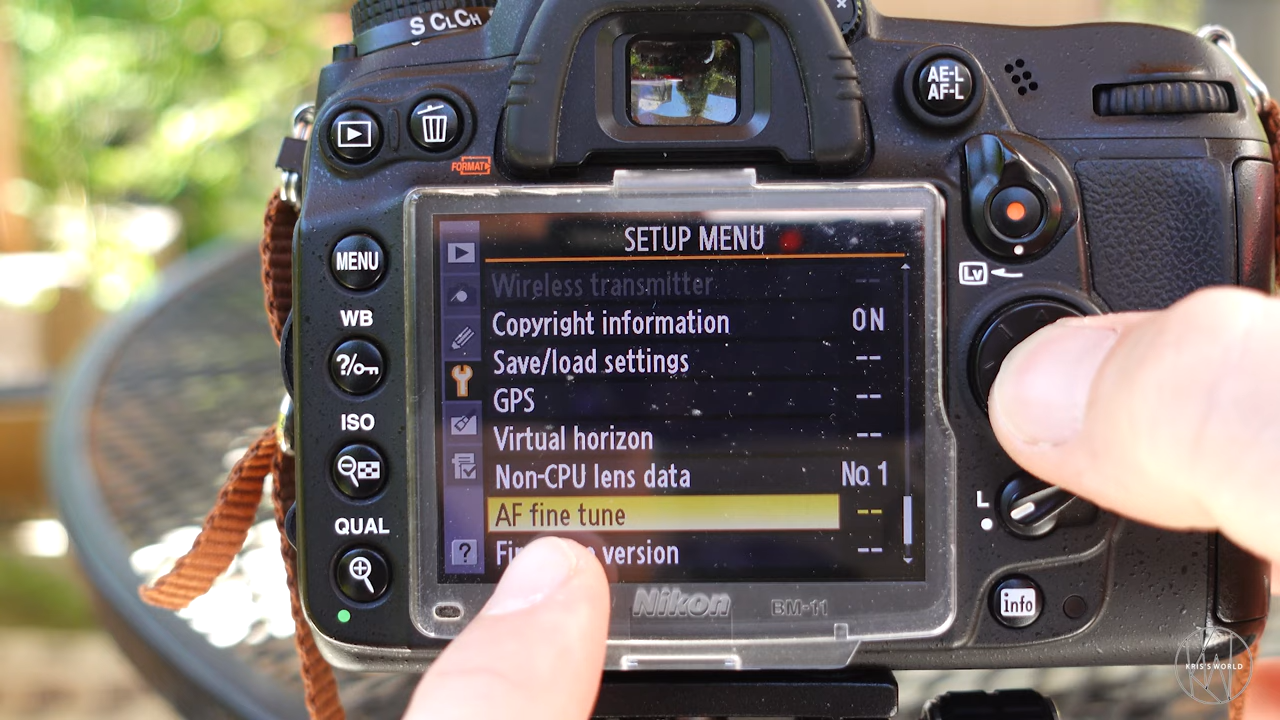 S CL CH
AE-L
AF-L
FORMAT
SETUP MENU
MENU
Lv
Wireless transmitter --
WB
Copyright information ON
?/
Save/load settings --
GPS --
ISO
Virtual horizon --
Non-CPU lens data No. 1
L
QUAL
AF fine tune --
?
version --
Nikon BM-11
info
KRIS'S WORLD